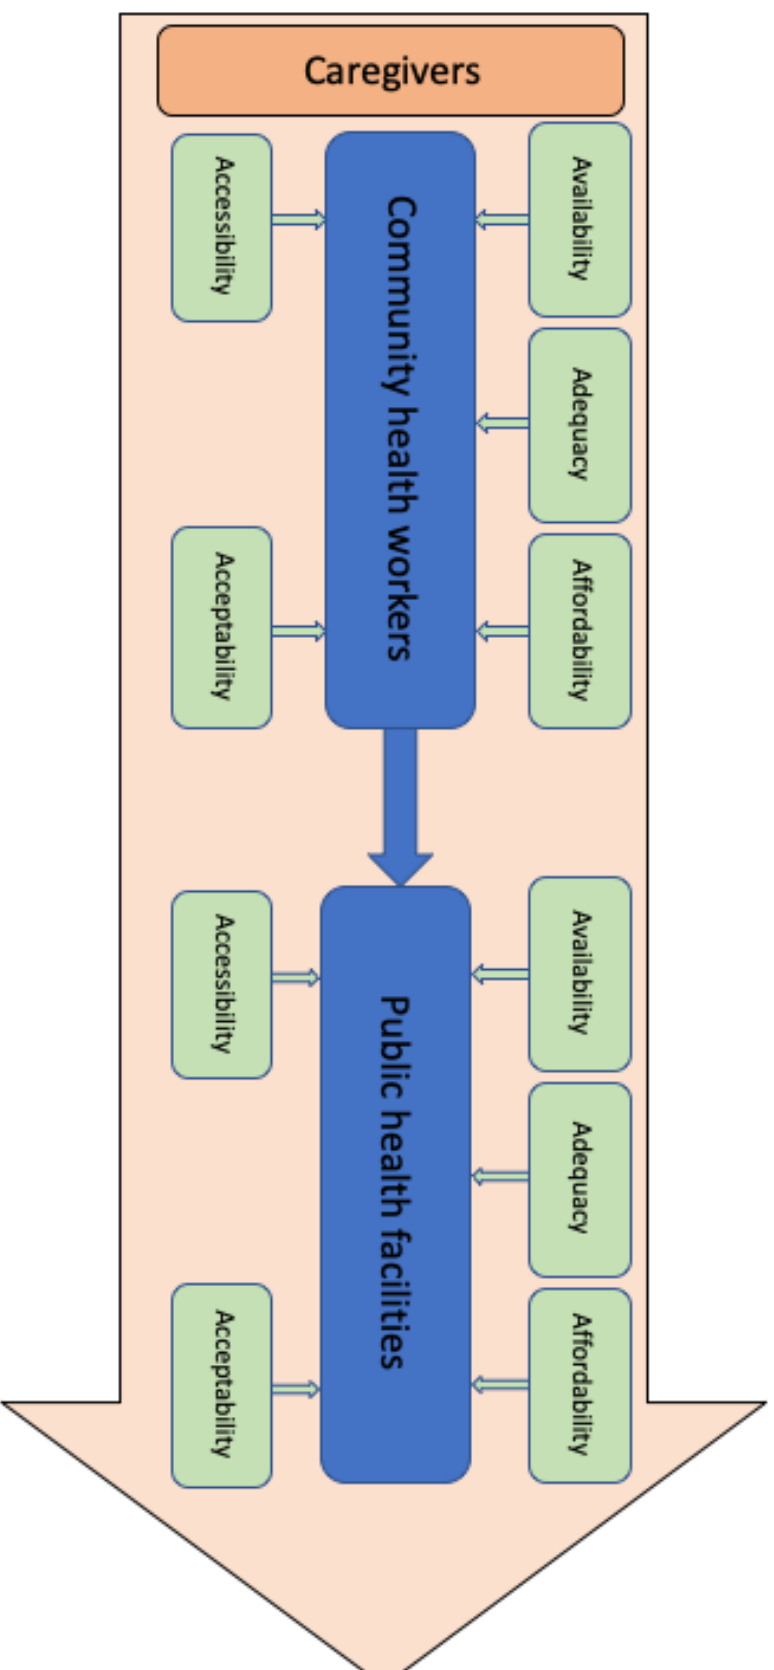 Caregivers
Availability
Adequacy
Affordability
Community health workers
Accessibility
Acceptability
Availability
Adequacy
Affordability
Public health facilities
Accessibility
Acceptability